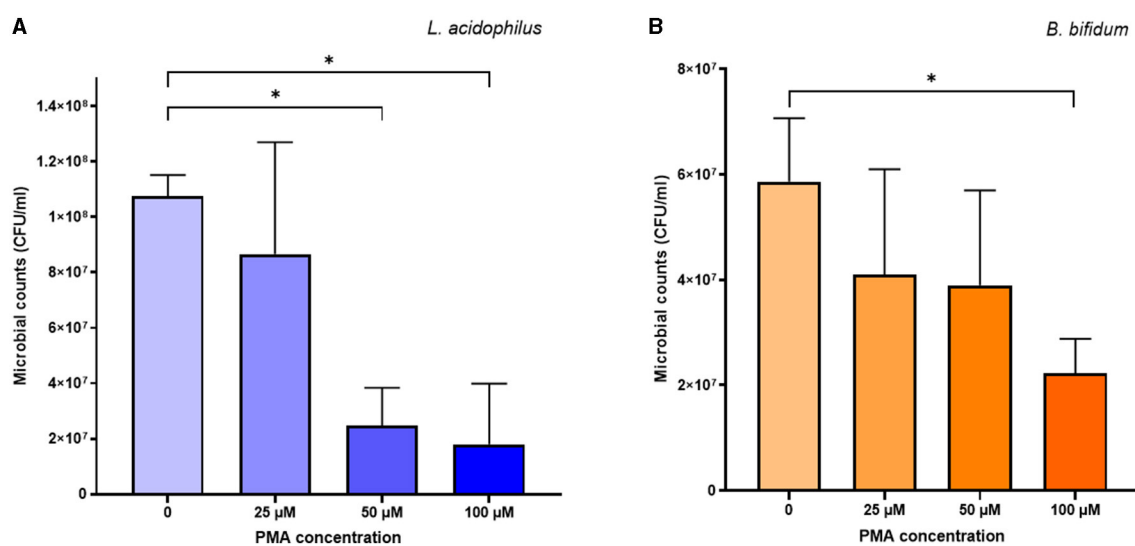 A
L. acidophilus
*
*
1.4×10⁸
1.2×10⁸
1×10⁸
8×10⁷
6×10⁷
4×10⁷
2×10⁷
0
Microbial counts (CFU/ml)
0 25 µM 50 µM 100 µM
PMA concentration
B
B. bifidum
*
8×10⁷
6×10⁷
4×10⁷
2×10⁷
0
Microbial counts (CFU/ml)
0 25 µM 50 µM 100 µM
PMA concentration